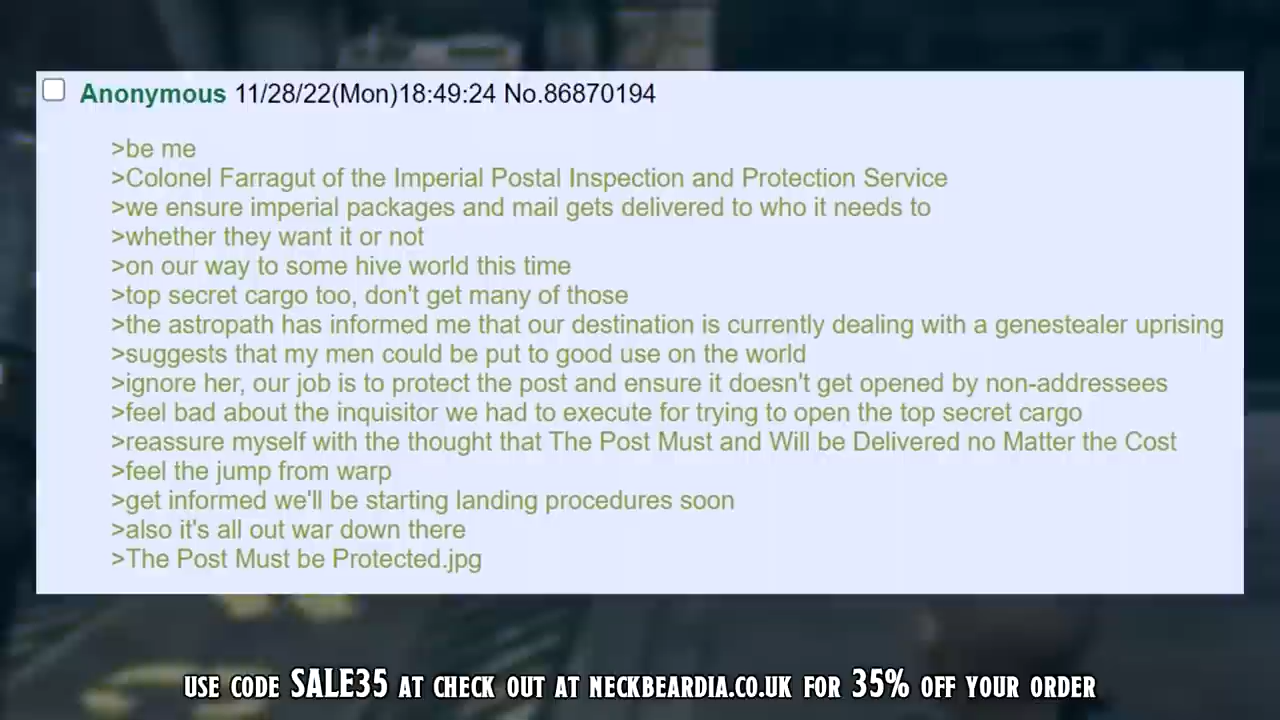 Anonymous 11/28/22(Mon)18:49:24 No.86870194
>be me
>Colonel Farragut of the Imperial Postal Inspection and Protection Service
>we ensure imperial packages and mail gets delivered to who it needs to
>whether they want it or not
>on our way to some hive world this time
>top secret cargo too, don't get many of those
>the astropath has informed me that our destination is currently dealing with a genestealer uprising
>suggests that my men could be put to good use on the world
>ignore her, our job is to protect the post and ensure it doesn't get opened by non-addressees
>feel bad about the inquisitor we had to execute for trying to open the top secret cargo
>reassure myself with the thought that The Post Must and Will be Delivered no Matter the Cost
>feel the jump from warp
>get informed we'll be starting landing procedures soon
>also it's all out war down there
>The Post Must be Protected.jpg
USE CODE SALE35 AT CHECK OUT AT NECKBEARDIA.CO.UK FOR 35% OFF YOUR ORDER